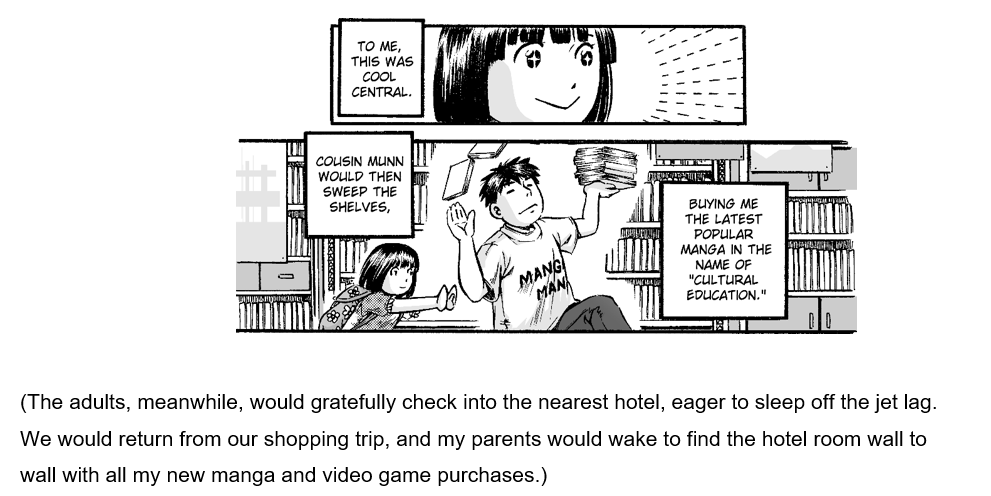 TO ME,
THIS WAS
COOL
CENTRAL.
COUSIN MUNN
WOULD THEN
SWEEP THE
SHELVES,
MANGA
MAN
BUYING ME
THE LATEST
POPULAR
MANGA IN THE
NAME OF
"CULTURAL
EDUCATION."
(The adults, meanwhile, would gratefully check into the nearest hotel, eager to sleep off the jet lag.
We would return from our shopping trip, and my parents would wake to find the hotel room wall to
wall with all my new manga and video game purchases.)